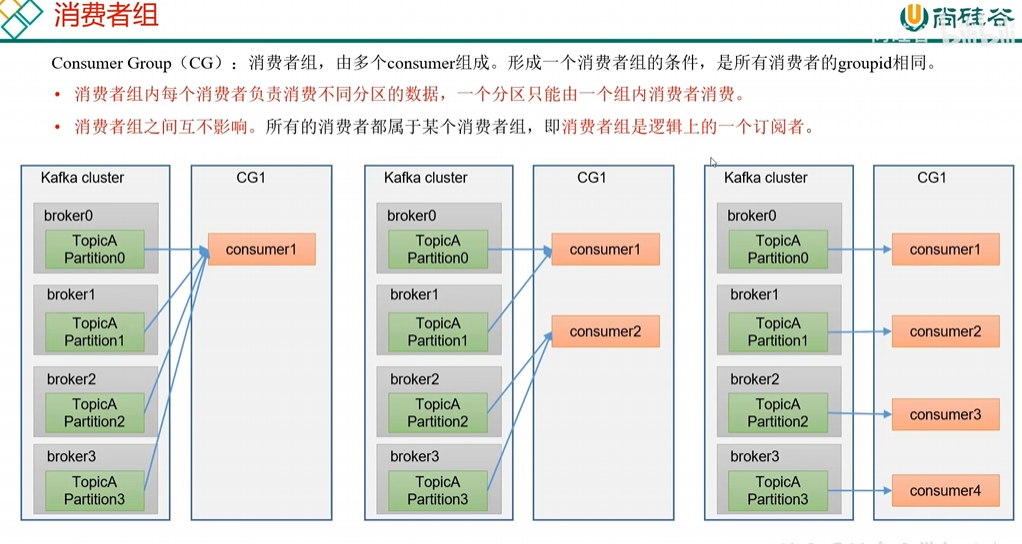 消费者组
尚硅谷
Consumer Group（CG）：消费者组，由多个consumer组成。形成一个消费者组的条件，是所有消费者的groupid相同。
• 消费者组内每个消费者负责消费不同分区的数据，一个分区只能由一个组内消费者消费。
• 消费者组之间互不影响。所有的消费者都属于某个消费者组，即消费者组是逻辑上的一个订阅者。
Kafka cluster
broker0
TopicA
Partition0
broker1
TopicA
Partition1
broker2
TopicA
Partition2
broker3
TopicA
Partition3
CG1
consumer1
Kafka cluster
broker0
TopicA
Partition0
broker1
TopicA
Partition1
broker2
TopicA
Partition2
broker3
TopicA
Partition3
CG1
consumer1
consumer2
Kafka cluster
broker0
TopicA
Partition0
broker1
TopicA
Partition1
broker2
TopicA
Partition2
broker3
TopicA
Partition3
CG1
consumer1
consumer2
consumer3
consumer4